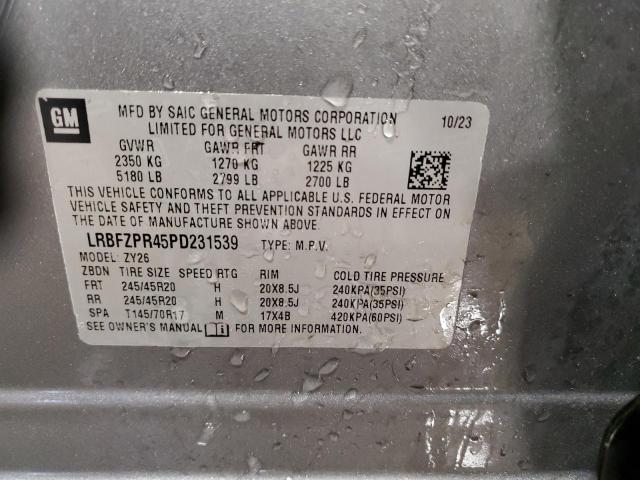 GM
MFD BY SAIC GENERAL MOTORS CORPORATION 10/23
LIMITED FOR GENERAL MOTORS LLC
GVWR GAWR FRT GAWR RR
2350 KG 1270 KG 1225 KG
5180 LB 2799 LB 2700 LB
THIS VEHICLE CONFORMS TO ALL APPLICABLE U.S. FEDERAL MOTOR
VEHICLE SAFETY AND THEFT PREVENTION STANDARDS IN EFFECT ON
THE DATE OF MANUFACTURE SHOWN ABOVE.
LRBFZPR45PD231539 TYPE: M.P.V.
MODEL: ZY26
ZBDN TIRE SIZE SPEED RTG RIM COLD TIRE PRESSURE
FRT 245/45R20 H 20X8.5J 240KPA(35PSI)
RR 245/45R20 H 20X8.5J 240KPA(35PSI)
SPA T145/70R17 M 17X4B 420KPA(60PSI)
SEE OWNER'S MANUAL FOR MORE INFORMATION.